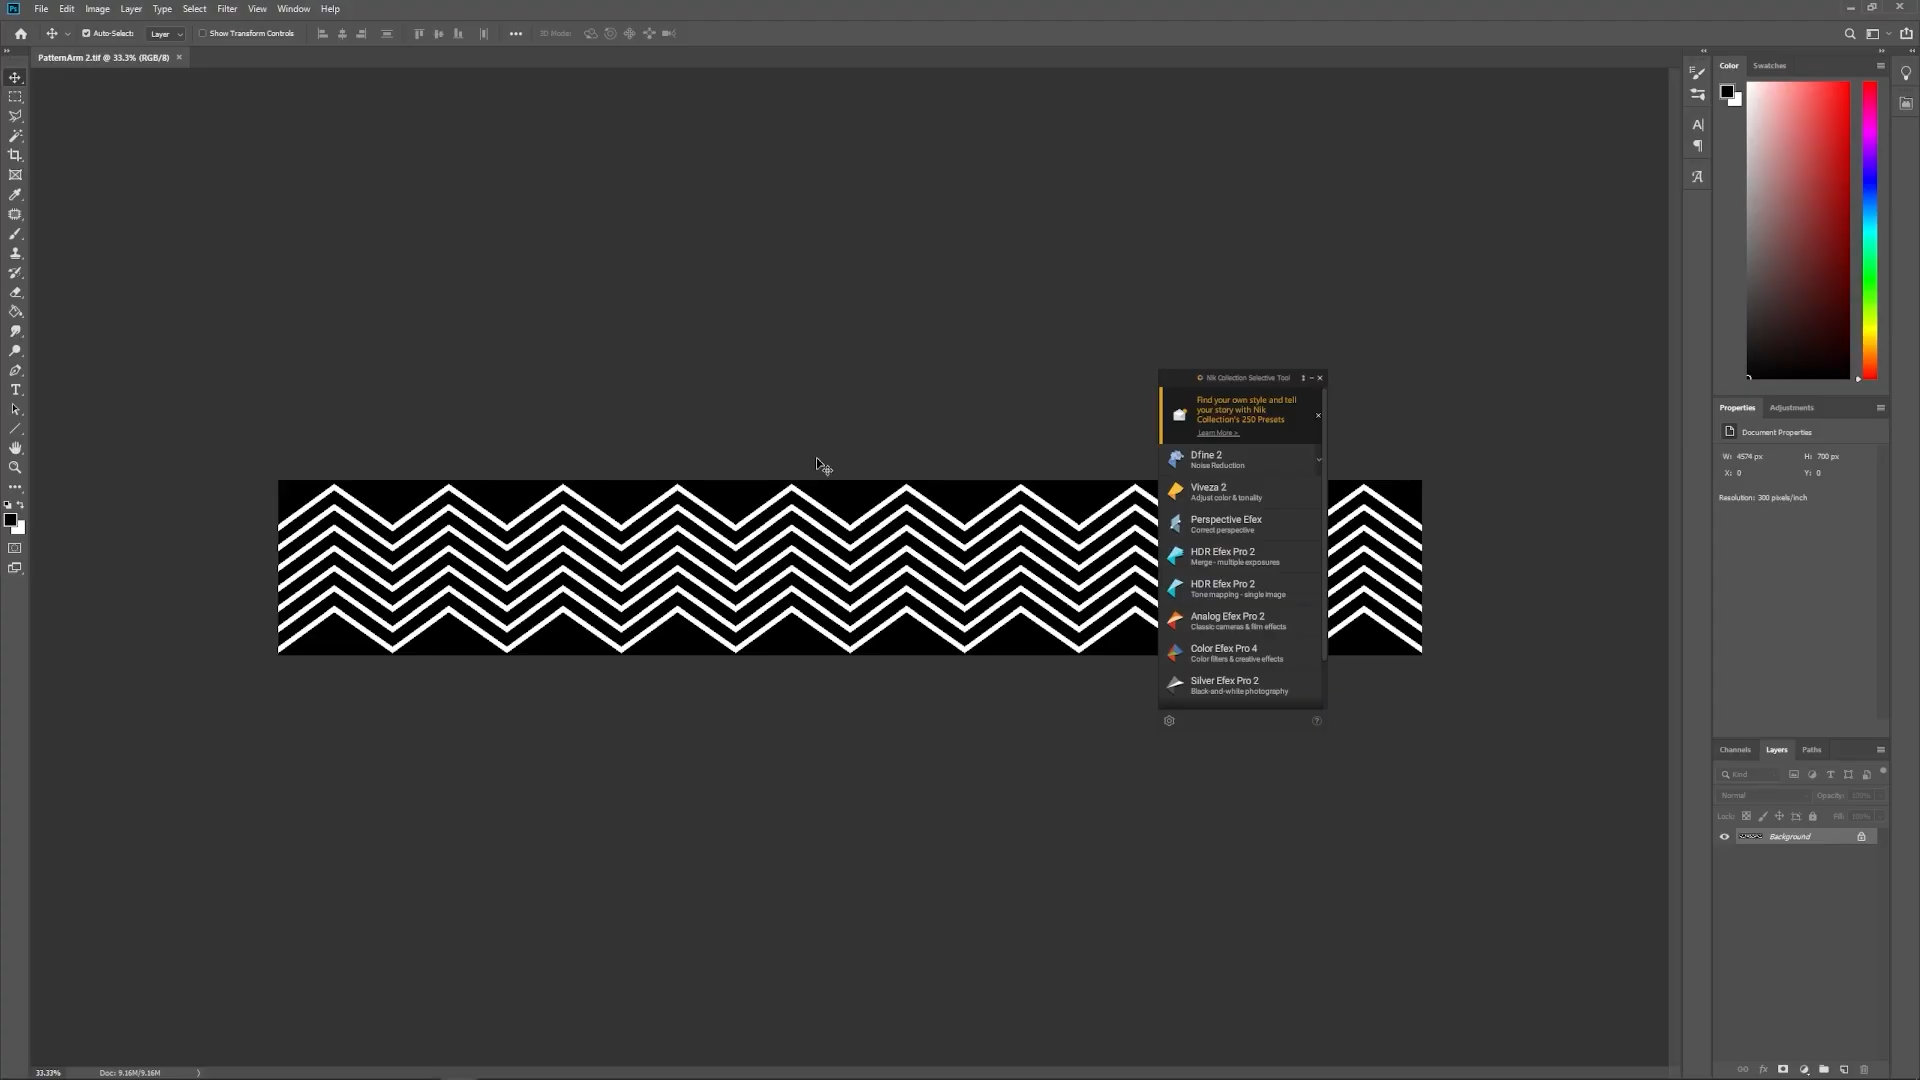 Ps File Edit Image Layer Type Select Filter View Window Help
Auto-Select: Layer Show Transform Controls 3D Mode:
PatternArm 2.tif @ 33.3% (RGB/8) ×
Color Swatches
Nik Collection Selective Tool
Find your own style and tell
your story with Nik
Collection's 250 Presets
Learn More >
Dfine 2
Noise Reduction
Viveza 2
Adjust color & tonality
Perspective Efex
Correct perspective
HDR Efex Pro 2
Merge - multiple exposures
HDR Efex Pro 2
Tone mapping - single image
Analog Efex Pro 2
Classic cameras & film effects
Color Efex Pro 4
Color filters & creative effects
Silver Efex Pro 2
Black-and-white photography
Properties Adjustments
Document Properties
W: 4574 px H: 700 px
X: 0 Y: 0
Resolution: 300 pixels/inch
Channels Layers Paths
Kind
Normal Opacity: 100%
Lock: Fill: 100%
Background
33.33% Doc: 9.16M/9.16M